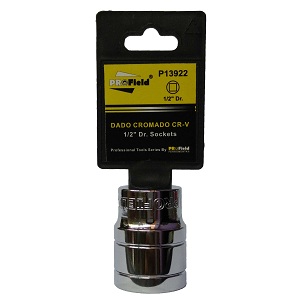 PROField
P13922
1/2" Dr.
DADO CROMADO CR-V
1/2" Dr. Sockets
Professional Tools Series By PROField